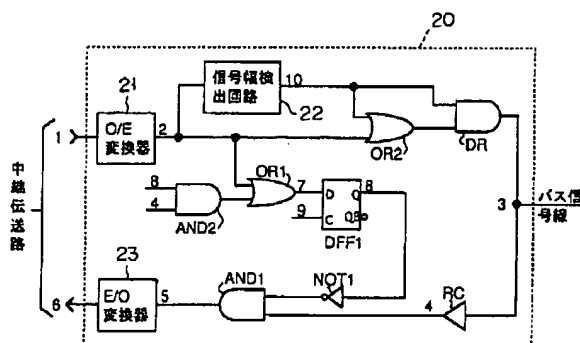 20
21
信号幅検
出回路
10
22
1
O/E
変換器
2
OR2
DR
8
4
AND2
OR1
7
D
Q
8
9
C
QB
DFF1
3
バス信
号線
中継伝送路
23
E/O
変換器
6
5
AND1
NOT1
4
RC